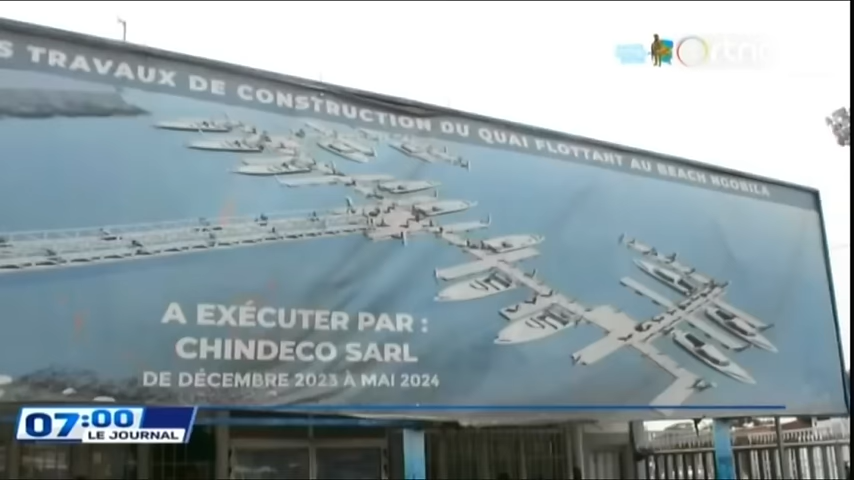 S TRAVAUX DE CONSTRUCTION DU QUAI FLOTTANT AU BEACH NGOBILA
A EXÉCUTER PAR :
CHINDECO SARL
DE DÉCEMBRE 2023 À MAI 2024
07:00
LE JOURNAL